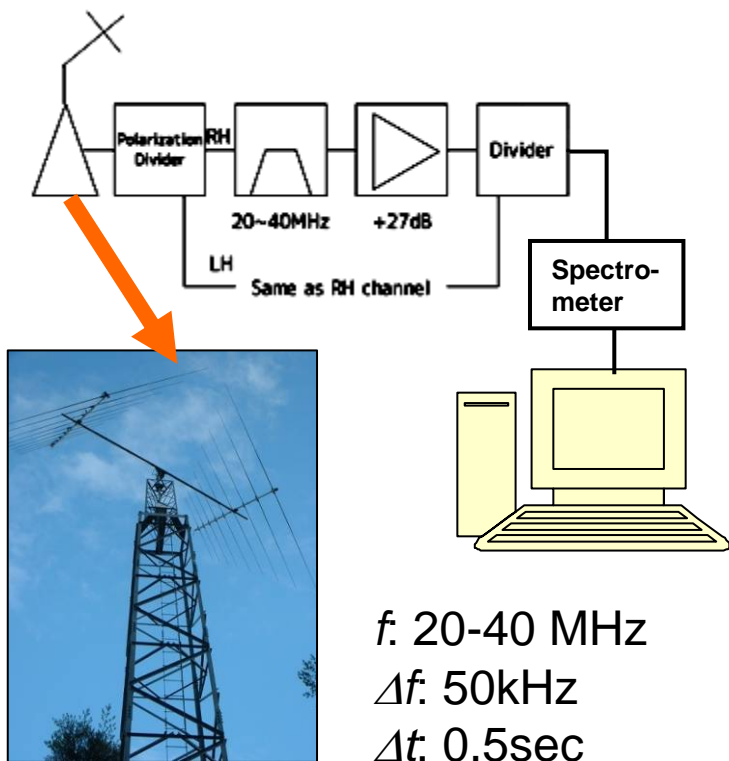 Polarization
Divider
RH
Divider
20~40MHz
+27dB
LH
Same as RH channel
Spectro-
meter
f: 20-40 MHz
Δf: 50kHz
Δt: 0.5sec